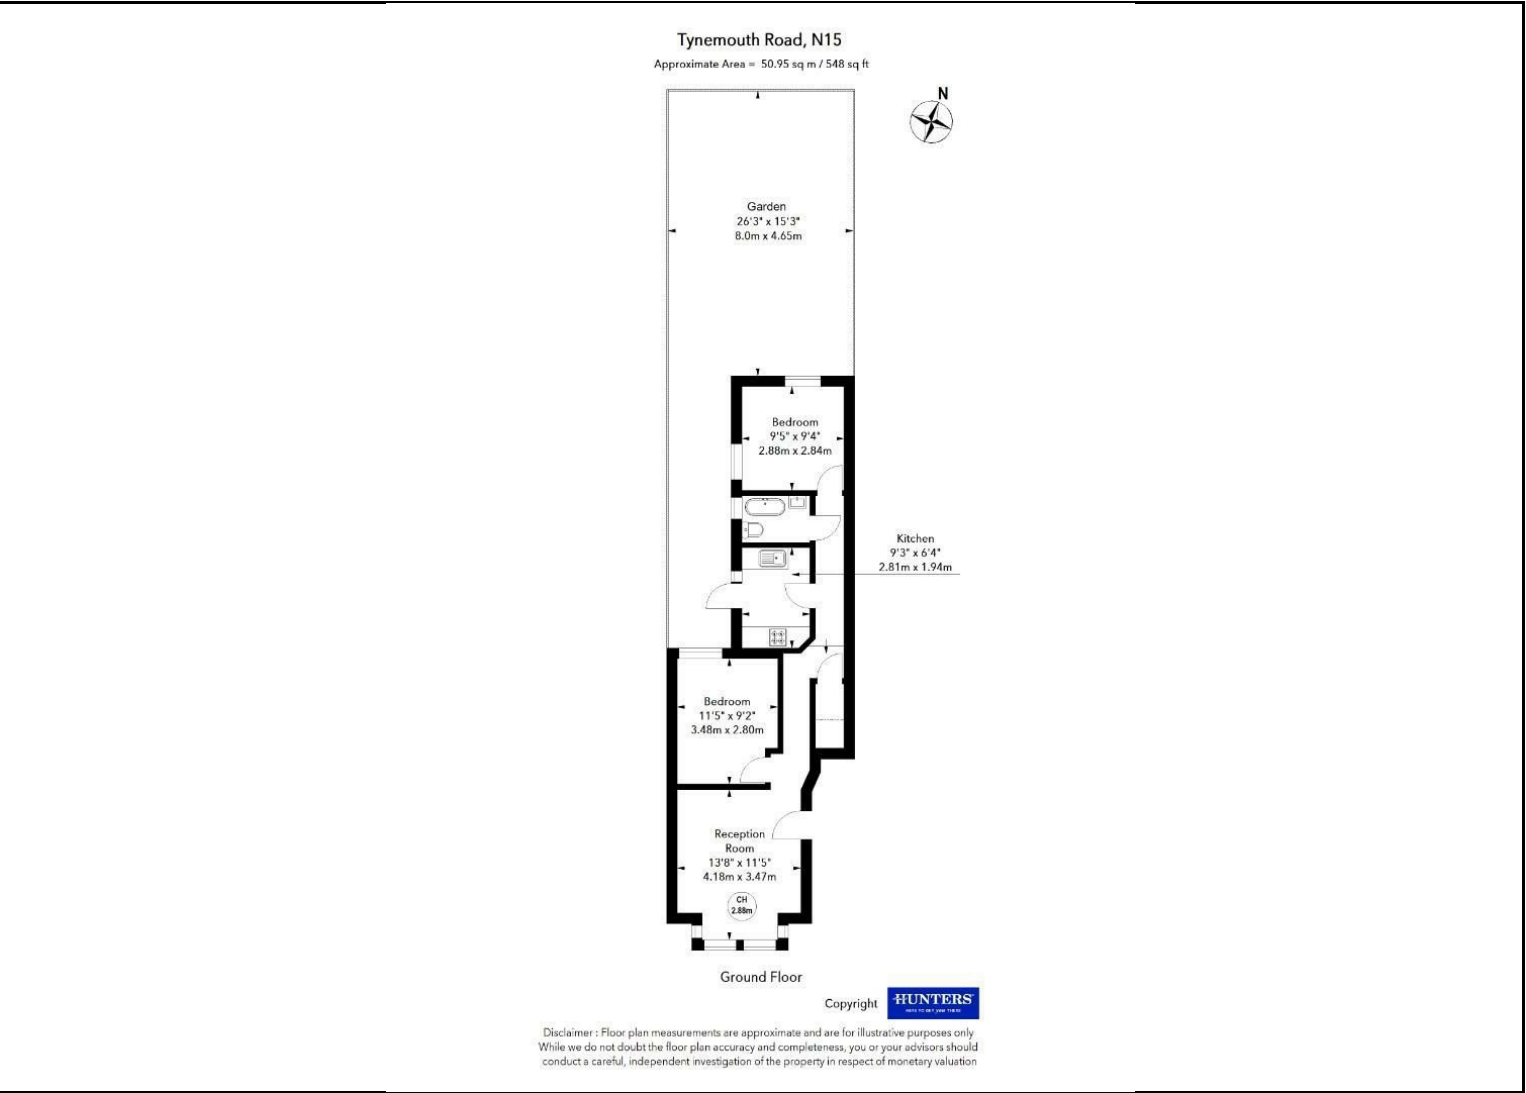 Tynemouth Road, N15
Approximate Area = 50.95 sq m / 548 sq ft
N
Garden
26'3" x 15'3"
8.0m x 4.65m
Bedroom
9'5" x 9'4"
2.88m x 2.84m
Kitchen
9'3" x 6'4"
2.81m x 1.94m
Bedroom
11'5" x 9'2"
3.48m x 2.80m
Reception
Room
13'8" x 11'5"
4.18m x 3.47m
CH
2.88m
Ground Floor
Copyright
HUNTERS
HERE TO GET YOU THERE
Disclaimer : Floor plan measurements are approximate and are for illustrative purposes only
While we do not doubt the floor plan accuracy and completeness, you or your advisors should
conduct a careful, independent investigation of the property in respect of monetary valuation